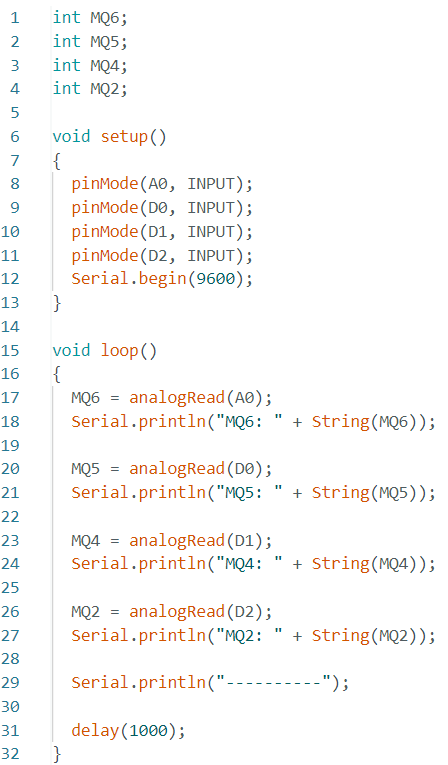 1 int MQ6;
2 int MQ5;
3 int MQ4;
4 int MQ2;
5
6 void setup()
7 {
8   pinMode(A0, INPUT);
9   pinMode(D0, INPUT);
10   pinMode(D1, INPUT);
11   pinMode(D2, INPUT);
12   Serial.begin(9600);
13 }
14
15 void loop()
16 {
17   MQ6 = analogRead(A0);
18   Serial.println("MQ6: " + String(MQ6));
19
20   MQ5 = analogRead(D0);
21   Serial.println("MQ5: " + String(MQ5));
22
23   MQ4 = analogRead(D1);
24   Serial.println("MQ4: " + String(MQ4));
25
26   MQ2 = analogRead(D2);
27   Serial.println("MQ2: " + String(MQ2));
28
29   Serial.println("----------");
30
31   delay(1000);
32 }